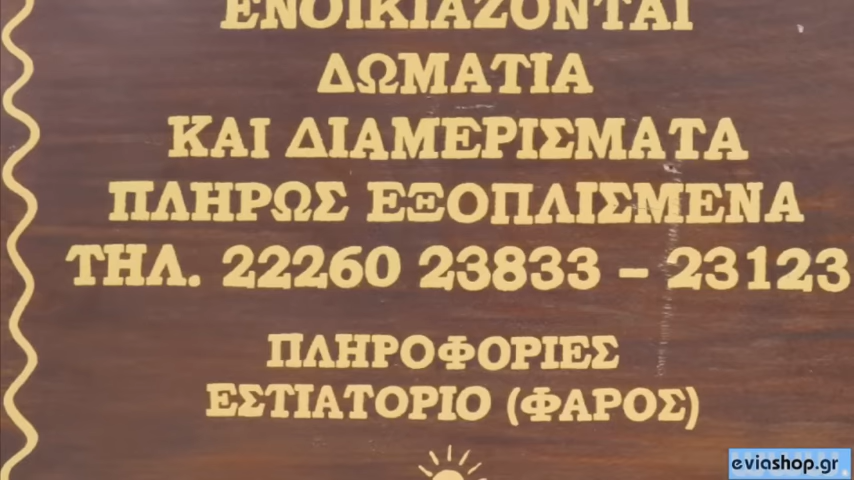 ΕΝΟΙΚΙΑΖΟΝΤΑΙ
ΔΩΜΑΤΙΑ
ΚΑΙ ΔΙΑΜΕΡΙΣΜΑΤΑ
ΠΛΗΡΩΣ ΕΞΟΠΛΙΣΜΕΝΑ
ΤΗΛ. 22260 23833 – 23123
ΠΛΗΡΟΦΟΡΙΕΣ
ΕΣΤΙΑΤΟΡΙΟ (ΦΑΡΟΣ)
eviashop.gr